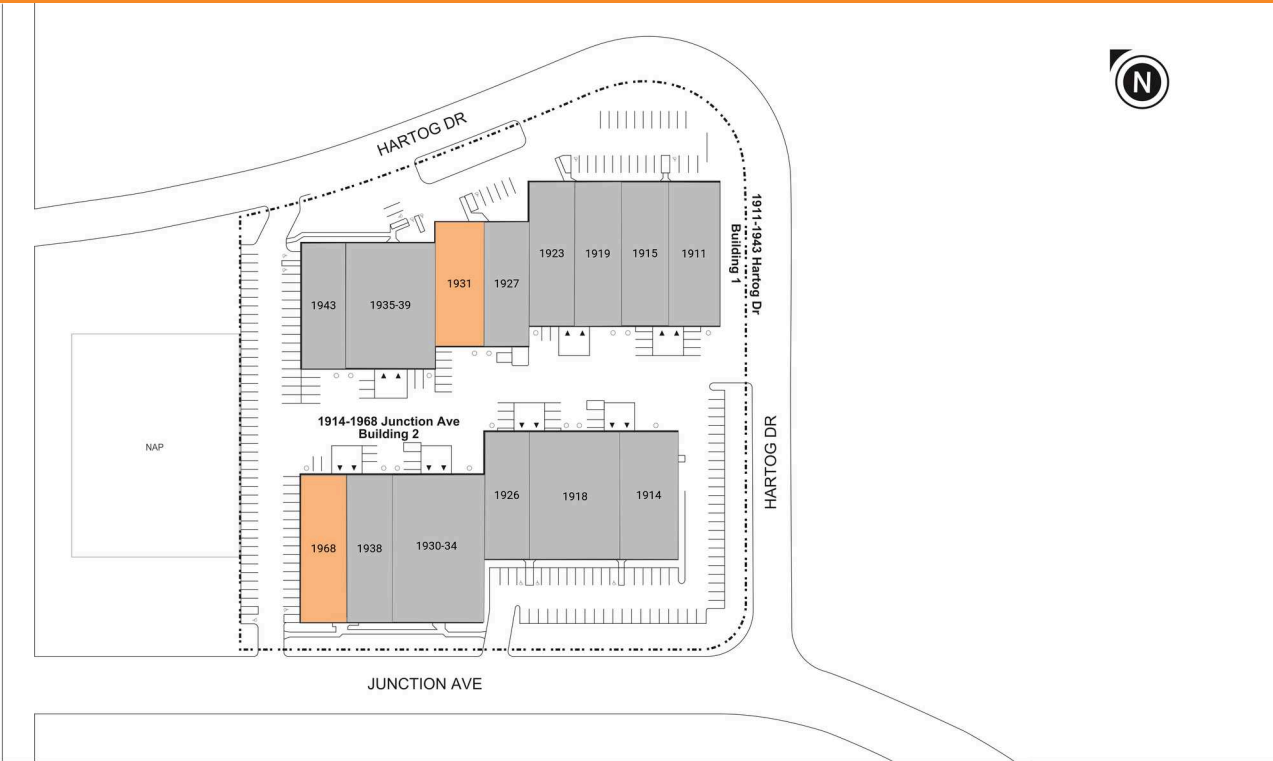 N
HARTOG DR
1911-1943 Hartog Dr
Building 1
1923
1919
1915
1911
1931
1927
1943
1935-39
1914-1968 Junction Ave
Building 2
HARTOG DR
NAP
1926
1918
1914
1968
1938
1930-34
JUNCTION AVE